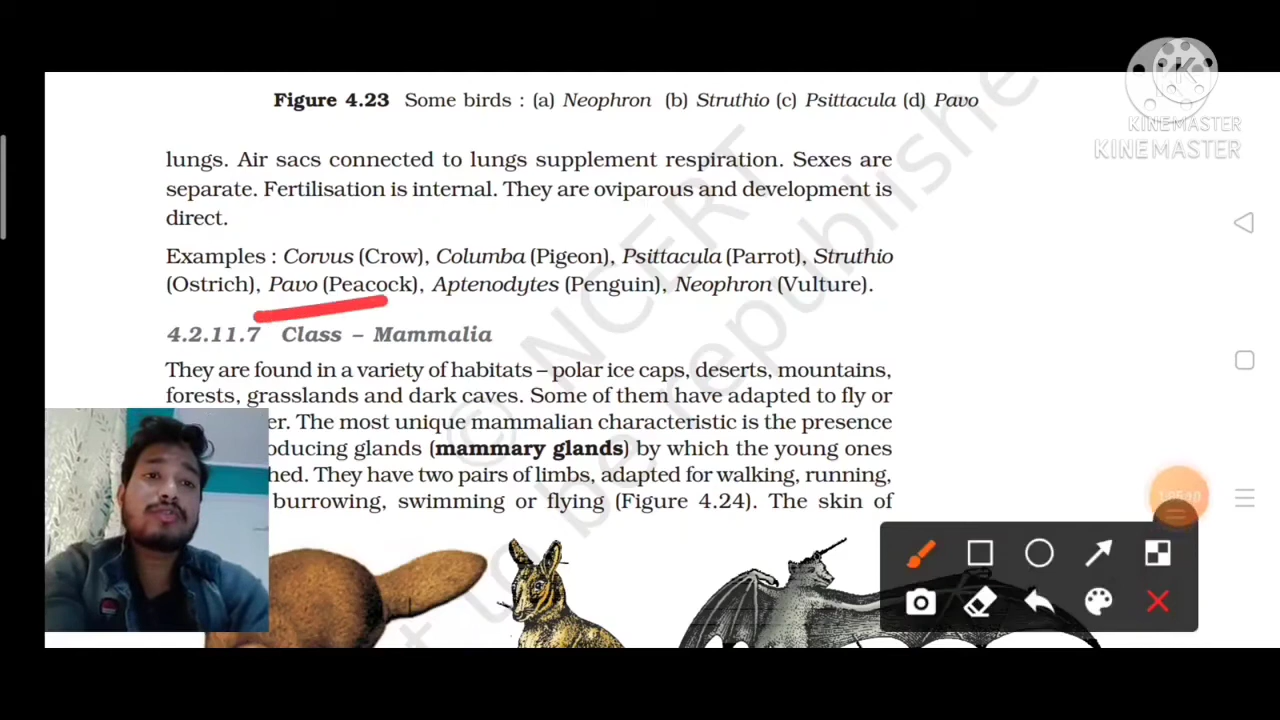 KINEMASTER
KINEMASTER
Figure 4.23 Some birds : (a) Neophron (b) Struthio (c) Psittacula (d) Pavo
lungs. Air sacs connected to lungs supplement respiration. Sexes are
separate. Fertilisation is internal. They are oviparous and development is
direct.
Examples : Corvus (Crow), Columba (Pigeon), Psittacula (Parrot), Struthio
(Ostrich), Pavo (Peacock), Aptenodytes (Penguin), Neophron (Vulture).
4.2.11.7 Class – Mammalia
They are found in a variety of habitats – polar ice caps, deserts, mountains,
forests, grasslands and dark caves. Some of them have adapted to fly or
er. The most unique mammalian characteristic is the presence
oducing glands (mammary glands) by which the young ones
hed. They have two pairs of limbs, adapted for walking, running,
burrowing, swimming or flying (Figure 4.24). The skin of
© NCERT
be republishe